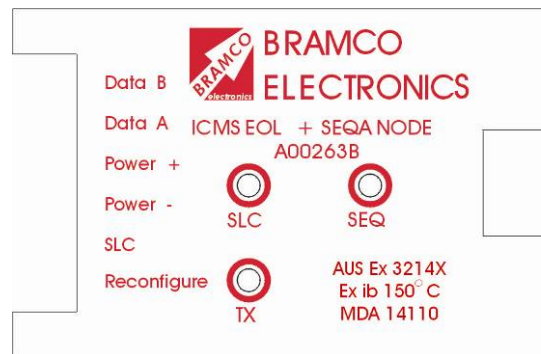 BRAMCO
electronics
BRAMCO
ELECTRONICS
ICMS EOL + SEQA NODE
A00263B
Data B
Data A
Power +
Power -
SLC
Reconfigure
SLC
SEQ
TX
AUS Ex 3214X
Ex ib 150° C
MDA 14110